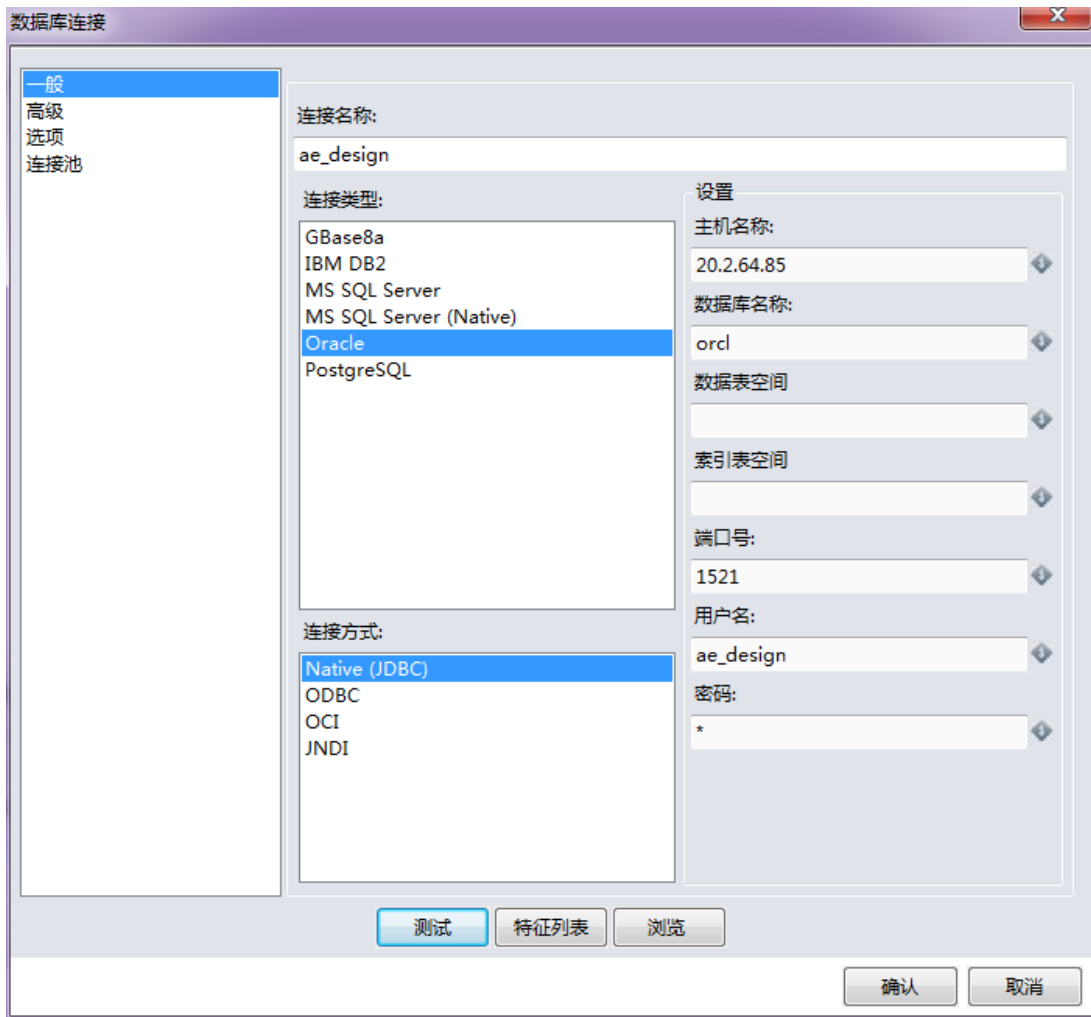 数据库连接
一般
高级
选项
连接池
连接名称:
ae_design
连接类型:
GBase8a
IBM DB2
MS SQL Server
MS SQL Server (Native)
Oracle
PostgreSQL
连接方式:
Native (JDBC)
ODBC
OCI
JNDI
设置
主机名称:
20.2.64.85
数据库名称:
orcl
数据表空间
索引表空间
端口号:
1521
用户名:
ae_design
密码:
*
测试
特征列表
浏览
确认
取消